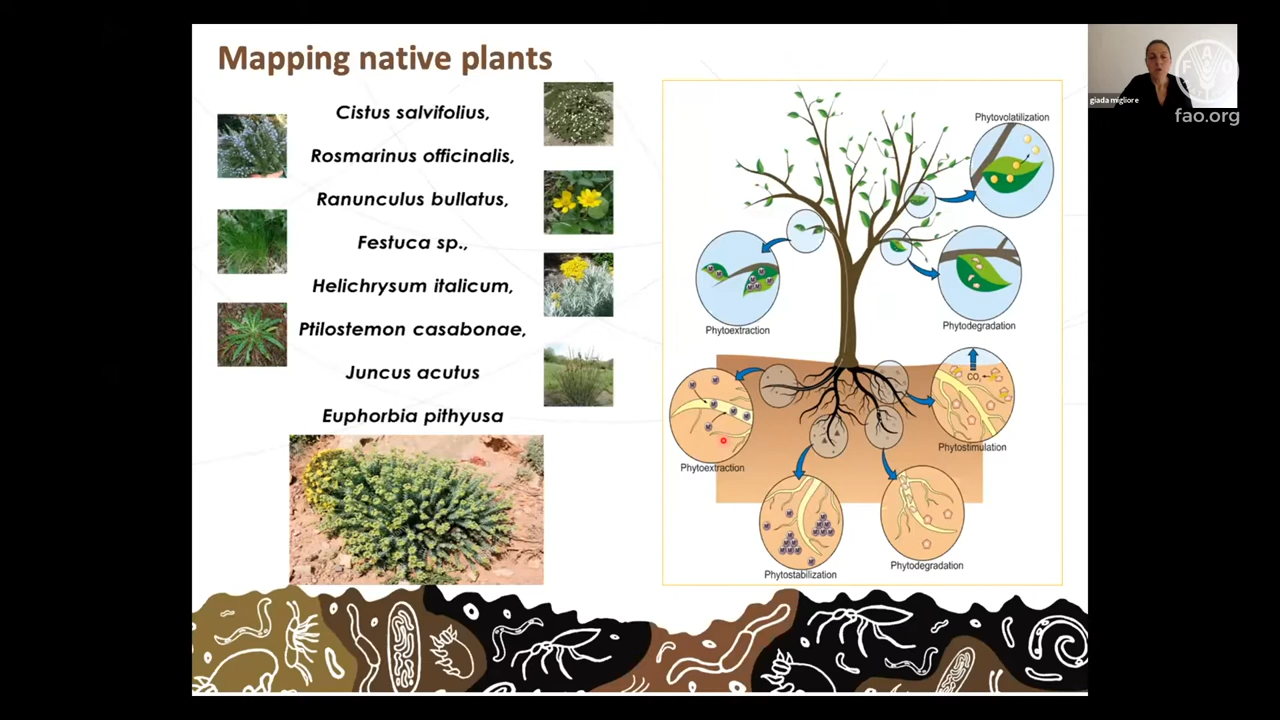 Mapping native plants
Cistus salvifolius,
Rosmarinus officinalis,
Ranunculus bullatus,
Festuca sp.,
Helichrysum italicum,
Ptilostemon casabonae,
Juncus acutus
Euphorbia pithyusa
Phytovolatilization
Phytoextraction
Phytodegradation
CO₂
Phytoextraction
Phytostimulation
Phytostabilization
Phytodegradation
giada migliore
F A O
fao.org